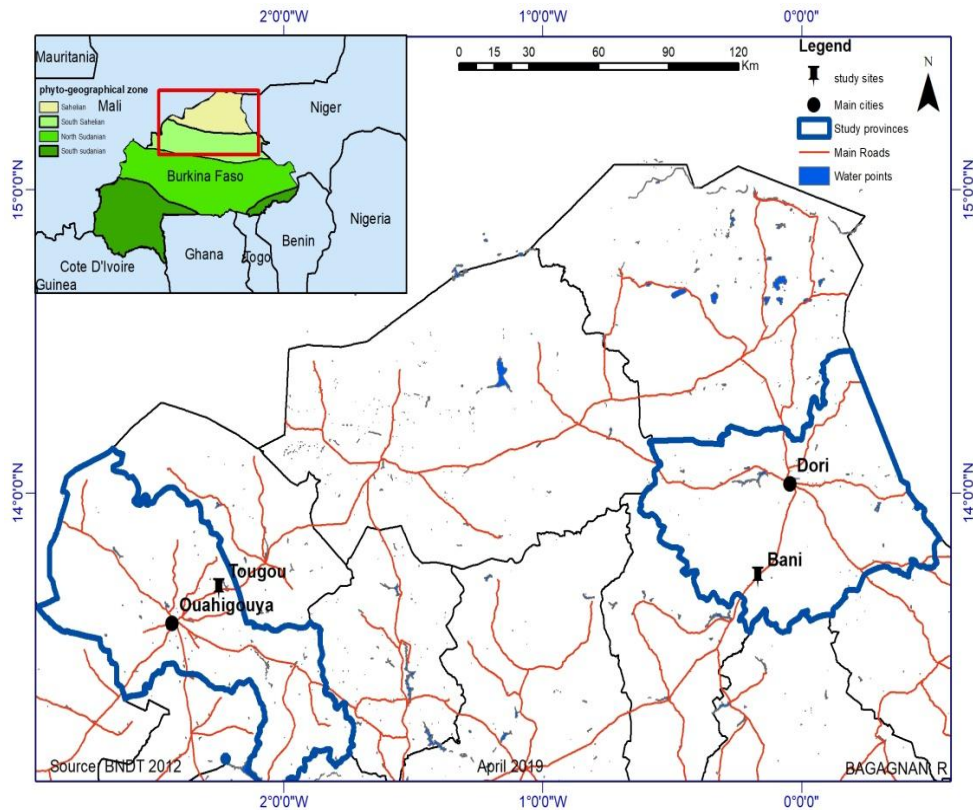 2°0'0"W 1°0'0"W 0°0'0"
Mauritania
phyto-geographical zone
Mali
Sahelian
South Sahelian
North Sudanian
South sudanian
Niger
Burkina Faso
Nigeria
Benin
Togo
Ghana
Cote D'Ivoire
Guinea
0 15 30 60 90 120
Km
Legend
study sites
Main cities
Study provinces
Main Roads
Water points
N
15°0'0"N 15°0'0"N
14°0'0"N 14°0'0"N
Dori
Bani
Tougou
Ouahigouya
Source: BNDT 2012 April 2019 BAGAGNAN R
2°0'0"W 1°0'0"W 0°0'0"